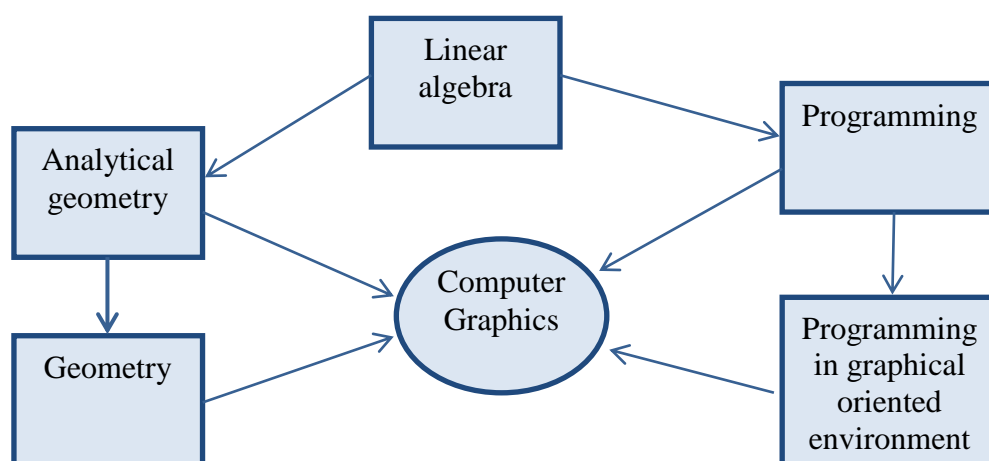 Linear
algebra
Programming
Analytical
geometry
Computer
Graphics
Geometry
Programming
in graphical
oriented
environment